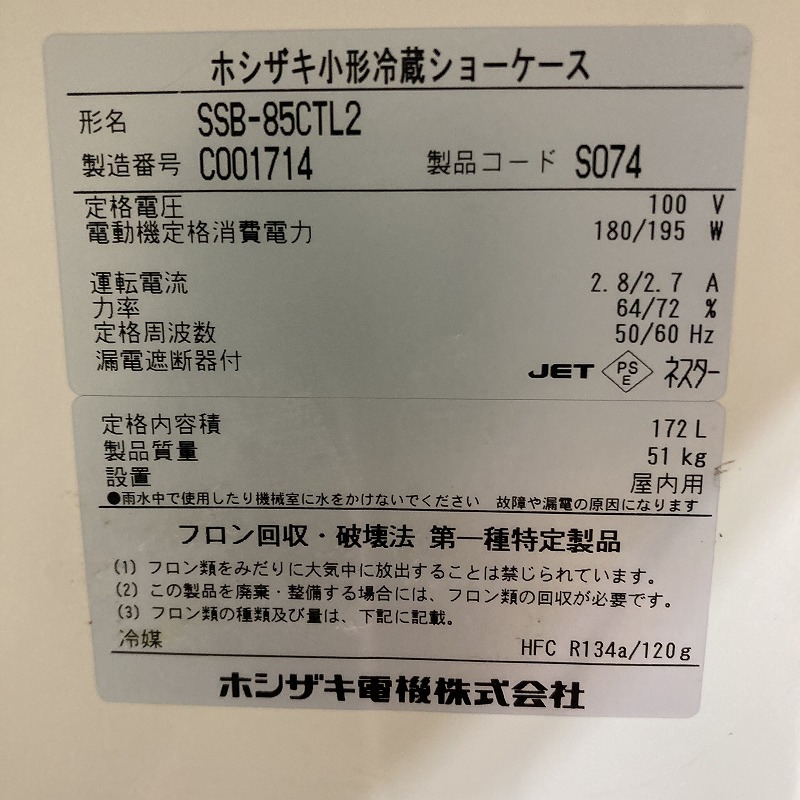 ホシザキ小形冷蔵ショーケース
形名 SSB-85CTL2
製造番号 C001714 製品コード S074
定格電圧 100 V
電動機定格消費電力 180/195 W
運転電流 2.8/2.7 A
力率 64/72 %
定格周波数 50/60 Hz
漏電遮断器付 JET PSE ネスター
定格内容積 172 L
製品質量 51 kg
設置 屋内用
●雨水中で使用したり機械室に水をかけないでください 故障や漏電の原因になります
フロン回収・破壊法 第一種特定製品
(1) フロン類をみだりに大気中に放出することは禁じられています。
(2) この製品を廃棄・整備する場合には、フロン類の回収が必要です。
(3) フロン類の種類及び量は、下記に記載。
冷媒 HFC R134a/120g
ホシザキ電機株式会社